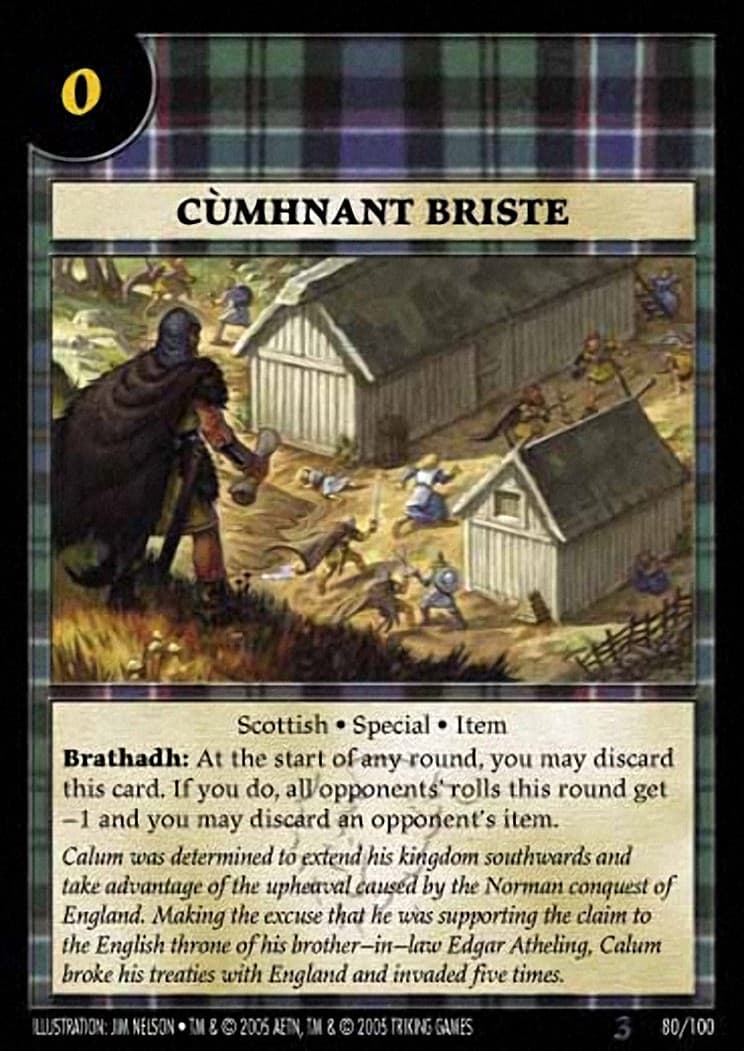 0
CÙMHNANT BRISTE
Scottish • Special • Item
Brathadh: At the start of any round, you may discard
this card. If you do, all opponents' rolls this round get
–1 and you may discard an opponent's item.
Calum was determined to extend his kingdom southwards and
take advantage of the upheaval caused by the Norman conquest of
England. Making the excuse that he was supporting the claim to
the English throne of his brother–in–law Edgar Atheling, Calum
broke his treaties with England and invaded five times.
ILLUSTRATION: JIM NELSON • TM & © 2005 AETN, TM & © 2005 TRIKING GAMES 3 80/100